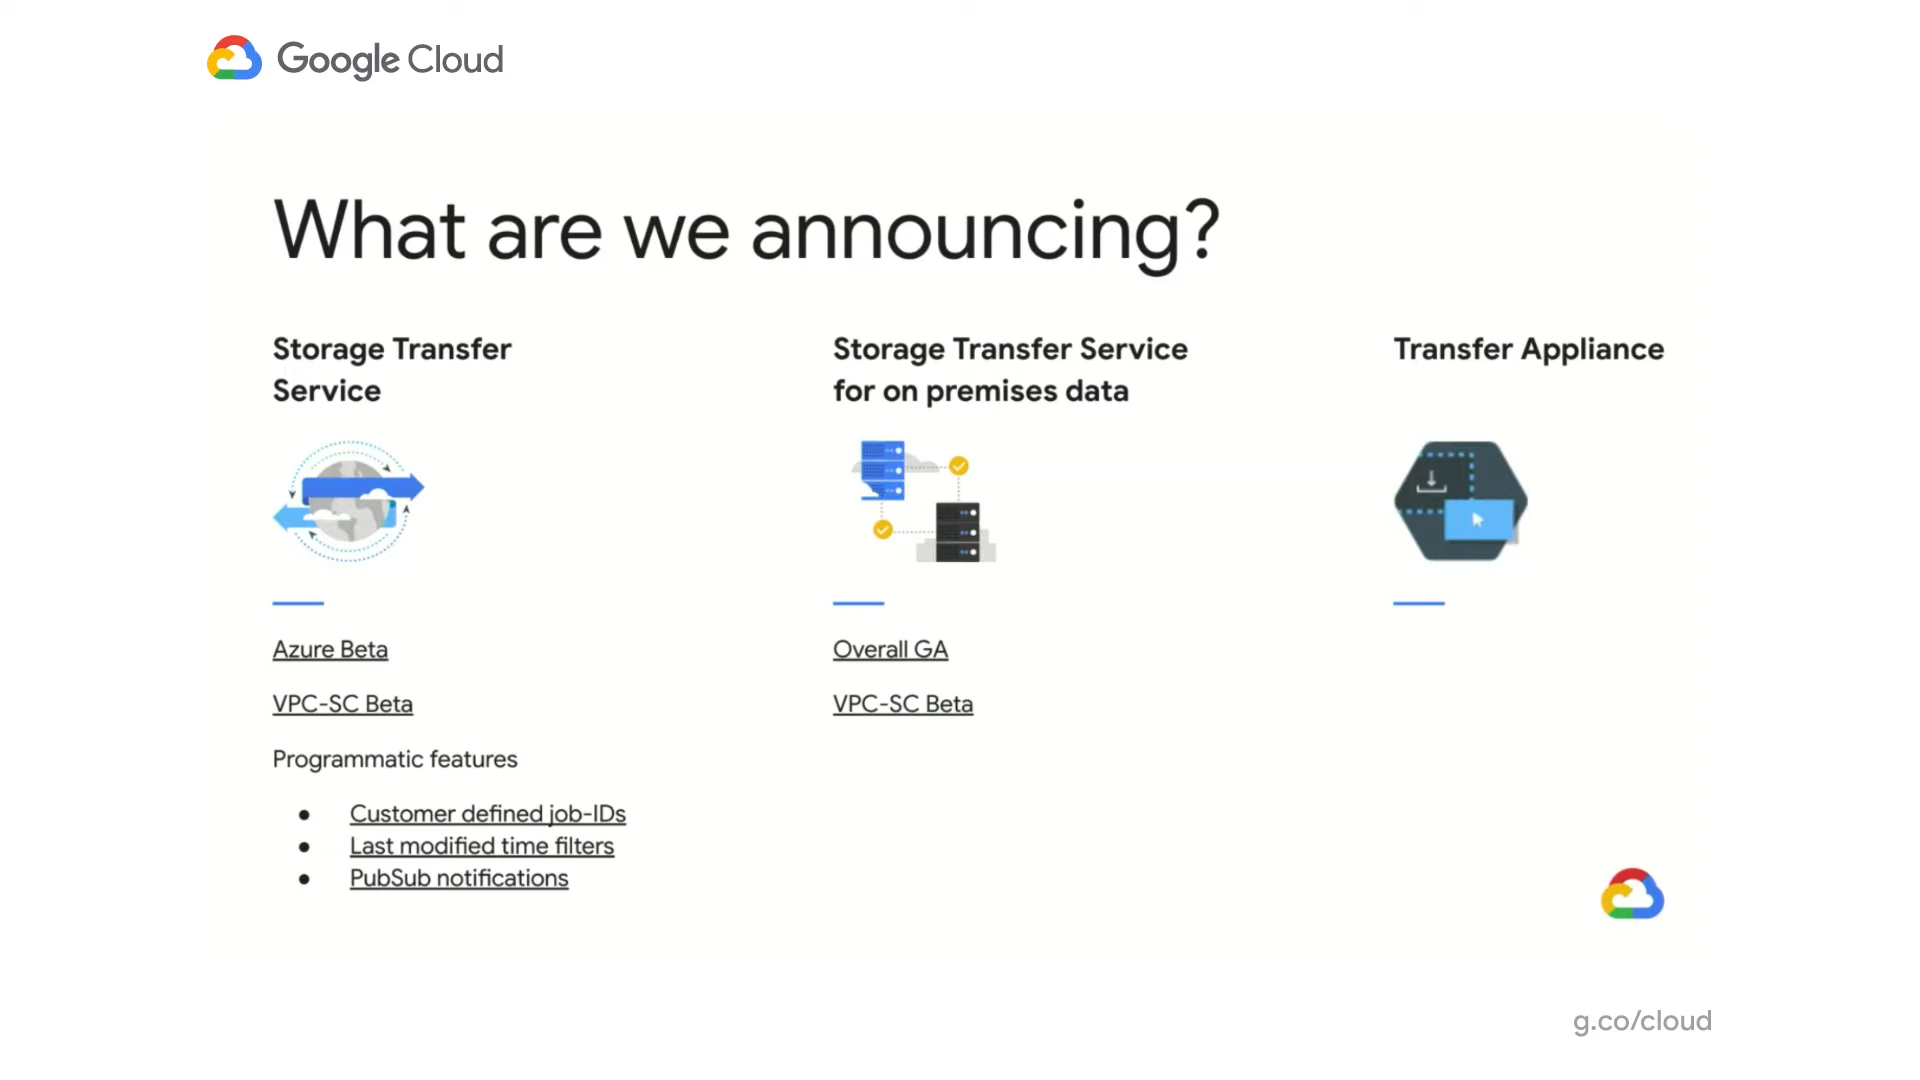 Google Cloud
What are we announcing?
Storage Transfer
Service
Azure Beta
VPC-SC Beta
Programmatic features
● Customer defined job-IDs
● Last modified time filters
● PubSub notifications
Storage Transfer Service
for on premises data
Overall GA
VPC-SC Beta
Transfer Appliance
g.co/cloud